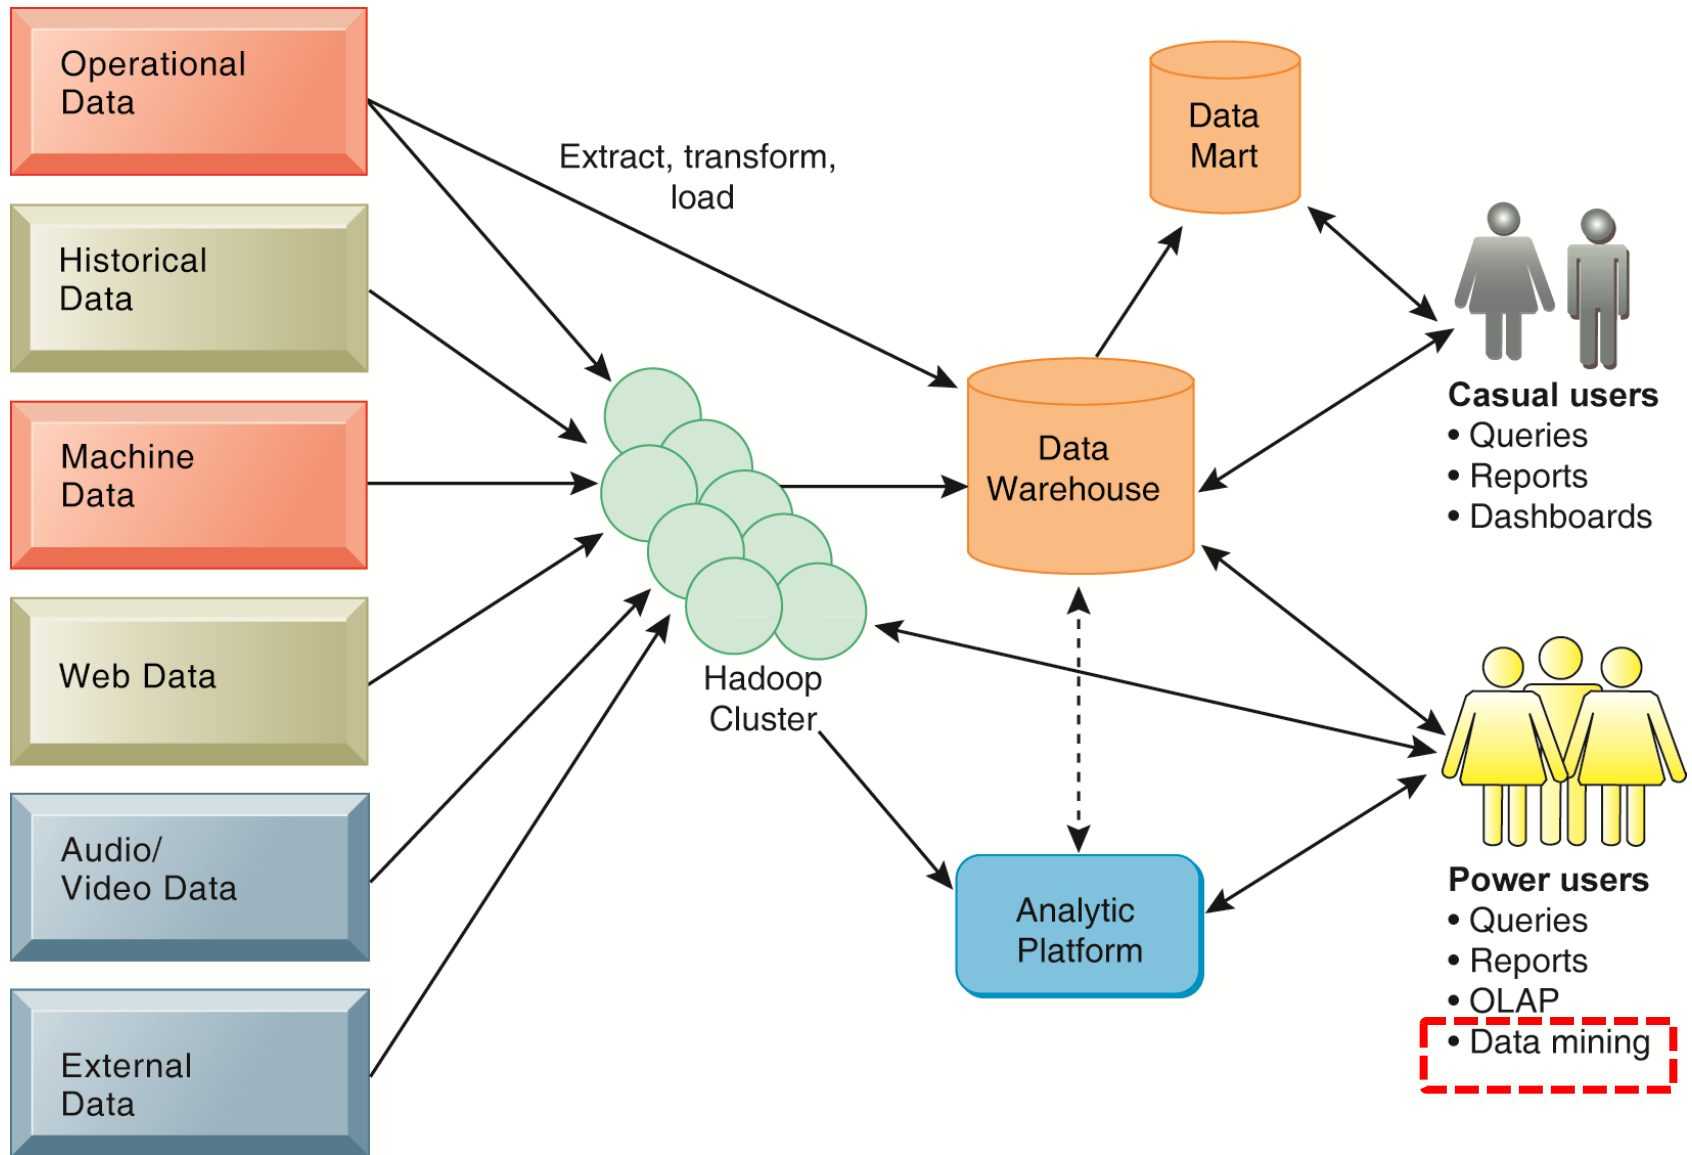 Operational
Data
Historical
Data
Machine
Data
Web Data
Audio/
Video Data
External
Data
Extract, transform,
load
Hadoop
Cluster
Data
Mart
Data
Warehouse
Analytic
Platform
Casual users
• Queries
• Reports
• Dashboards
Power users
• Queries
• Reports
• OLAP
• Data mining